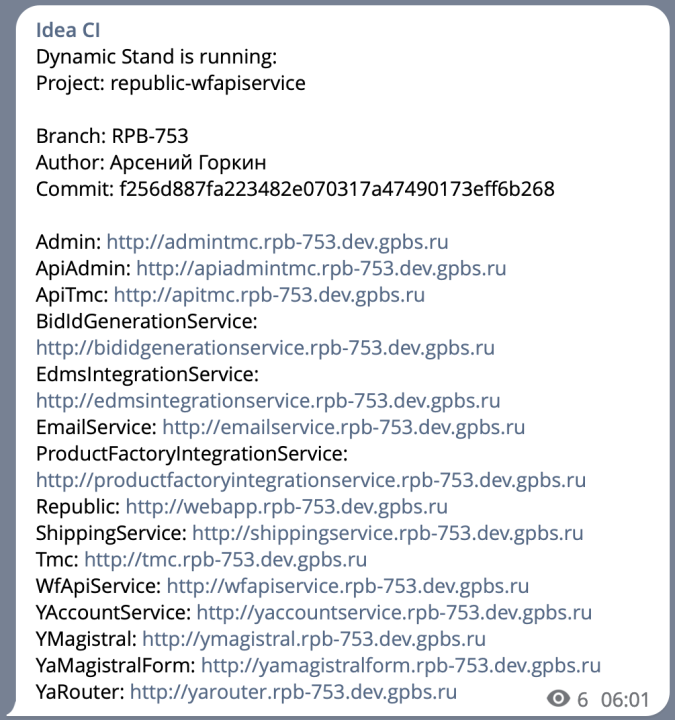 Idea CI
Dynamic Stand is running:
Project: republic-wfapiservice
Branch: RPB-753
Author: Арсений Горкин
Commit: f256d887fa223482e070317a47490173eff6b268
Admin: http://admintmc.rpb-753.dev.gpbs.ru
ApiAdmin: http://apiadmintmc.rpb-753.dev.gpbs.ru
ApiTmc: http://apitmc.rpb-753.dev.gpbs.ru
BidIdGenerationService:
http://bididgenerationservice.rpb-753.dev.gpbs.ru
EdmsIntegrationService:
http://edmsintegrationservice.rpb-753.dev.gpbs.ru
EmailService: http://emailservice.rpb-753.dev.gpbs.ru
ProductFactoryIntegrationService:
http://productfactoryintegrationservice.rpb-753.dev.gpbs.ru
Republic: http://webapp.rpb-753.dev.gpbs.ru
ShippingService: http://shippingservice.rpb-753.dev.gpbs.ru
Tmc: http://tmc.rpb-753.dev.gpbs.ru
WfApiService: http://wfapiservice.rpb-753.dev.gpbs.ru
YAccountService: http://yaccountservice.rpb-753.dev.gpbs.ru
YMagistral: http://ymagistral.rpb-753.dev.gpbs.ru
YaMagistralForm: http://yamagistralform.rpb-753.dev.gpbs.ru
YaRouter: http://yarouter.rpb-753.dev.gpbs.ru
6 06:01